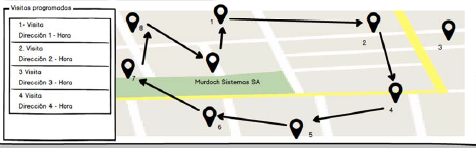 Visitas programadas
1- Visita
Dirección 1 - Hora
2. Visita
Dirección 2 - Hora
3 Visita
Dirección 3 - Hora
4 Visita
Dirección 4 - Hora
8
1
2
3
7
Murdoch Sistemas SA
4
6
5